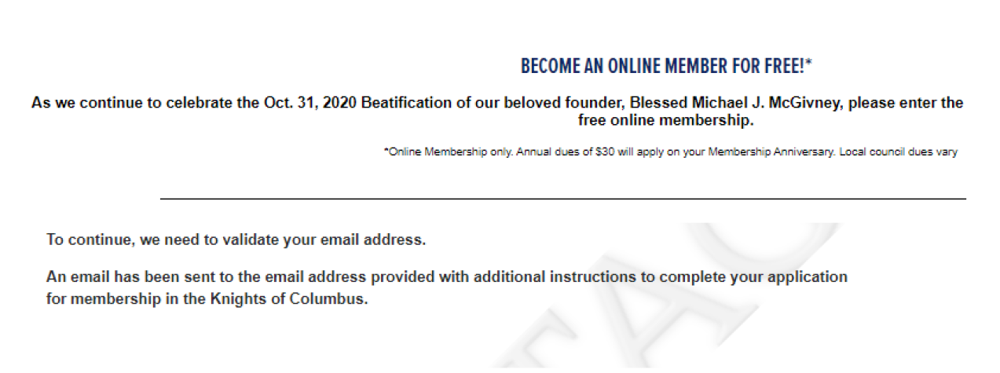 BECOME AN ONLINE MEMBER FOR FREE!*
As we continue to celebrate the Oct. 31, 2020 Beatification of our beloved founder, Blessed Michael J. McGivney, please enter the
free online membership.
*Online Membership only. Annual dues of $30 will apply on your Membership Anniversary. Local council dues vary
To continue, we need to validate your email address.
An email has been sent to the email address provided with additional instructions to complete your application
for membership in the Knights of Columbus.